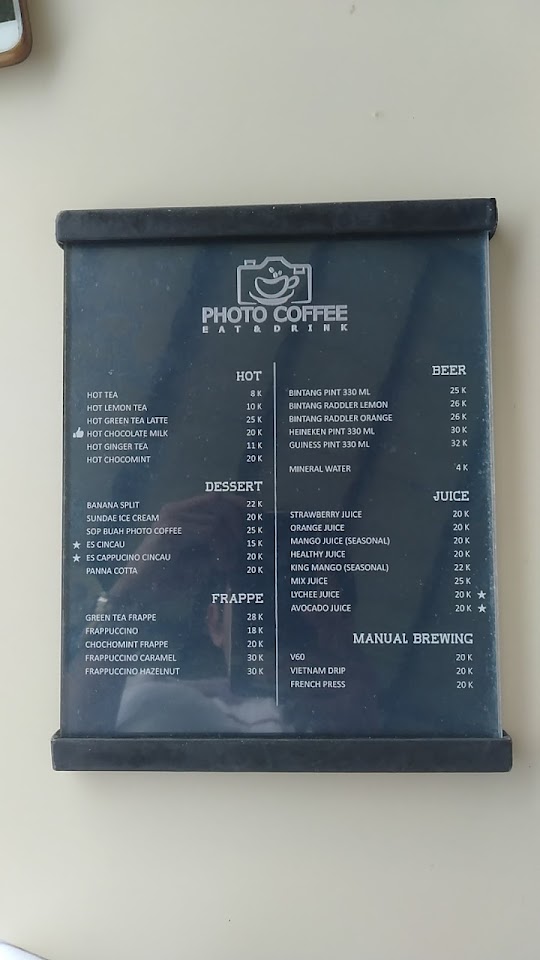 PHOTO COFFEE
EAT & DRINK
HOT
HOT TEA 8 K
HOT LEMON TEA 10 K
HOT GREEN TEA LATTE 25 K
HOT CHOCOLATE MILK 20 K
HOT GINGER TEA 11 K
HOT CHOCOMINT 20 K
DESSERT
BANANA SPLIT 22 K
SUNDAE ICE CREAM 20 K
SOP BUAH PHOTO COFFEE 25 K
ES CINCAU 15 K
ES CAPPUCINO CINCAU 20 K
PANNA COTTA 20 K
FRAPPE
GREEN TEA FRAPPE 28 K
FRAPPUCCINO 18 K
CHOCHOMINT FRAPPE 20 K
FRAPPUCCINO CARAMEL 30 K
FRAPPUCCINO HAZELNUT 30 K
BEER
BINTANG PINT 330 ML 25 K
BINTANG RADDLER LEMON 26 K
BINTANG RADDLER ORANGE 26 K
HEINEKEN PINT 330 ML 30 K
GUINESS PINT 330 ML 32 K
MINERAL WATER 4 K
JUICE
STRAWBERRY JUICE 20 K
ORANGE JUICE 20 K
MANGO JUICE (SEASONAL) 20 K
HEALTHY JUICE 20 K
KING MANGO (SEASONAL) 22 K
MIX JUICE 25 K
LYCHEE JUICE 20 K
AVOCADO JUICE 20 K
MANUAL BREWING
V60 20 K
VIETNAM DRIP 20 K
FRENCH PRESS 20 K